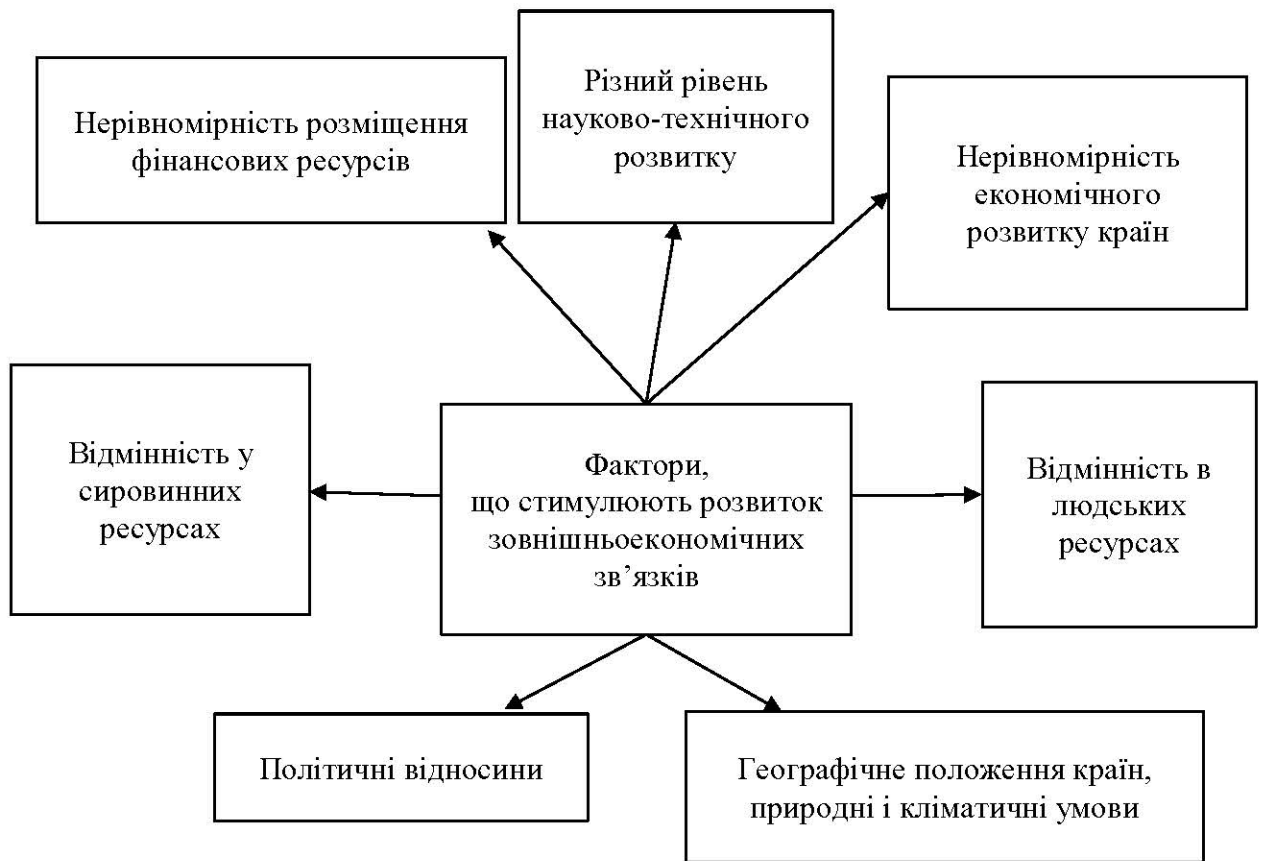 Нерівномірність розміщення
фінансових ресурсів
Різний рівень
науково-технічного
розвитку
Нерівномірність
економічного
розвитку країн
Відмінність у
сировинних
ресурсах
Фактори,
що стимулюють розвиток
зовнішньоекономічних
зв’язків
Відмінність в
людських
ресурсах
Політичні відносини
Географічне положення країн,
природні і кліматичні умови